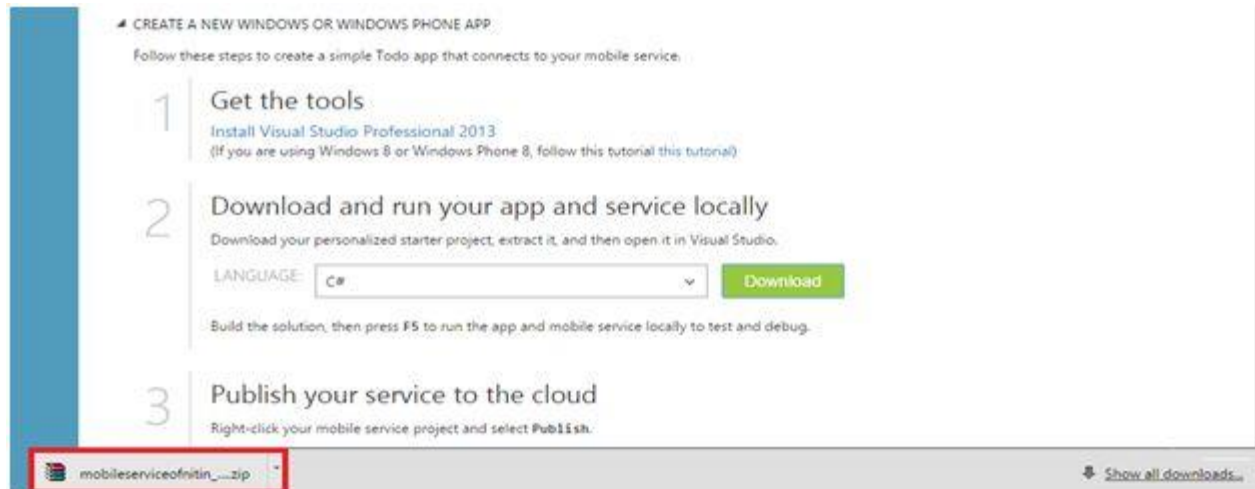 CREATE A NEW WINDOWS OR WINDOWS PHONE APP
Follow these steps to create a simple Todo app that connects to your mobile service.
1
Get the tools
Install Visual Studio Professional 2013
(If you are using Windows 8 or Windows Phone 8, follow this tutorial this tutorial)
2
Download and run your app and service locally
Download your personalized starter project, extract it, and then open it in Visual Studio.
LANGUAGE: C# Download
Build the solution, then press F5 to run the app and mobile service locally to test and debug.
3
Publish your service to the cloud
Right-click your mobile service project and select Publish.
mobileserviceofnitin_....zip
Show all downloads...